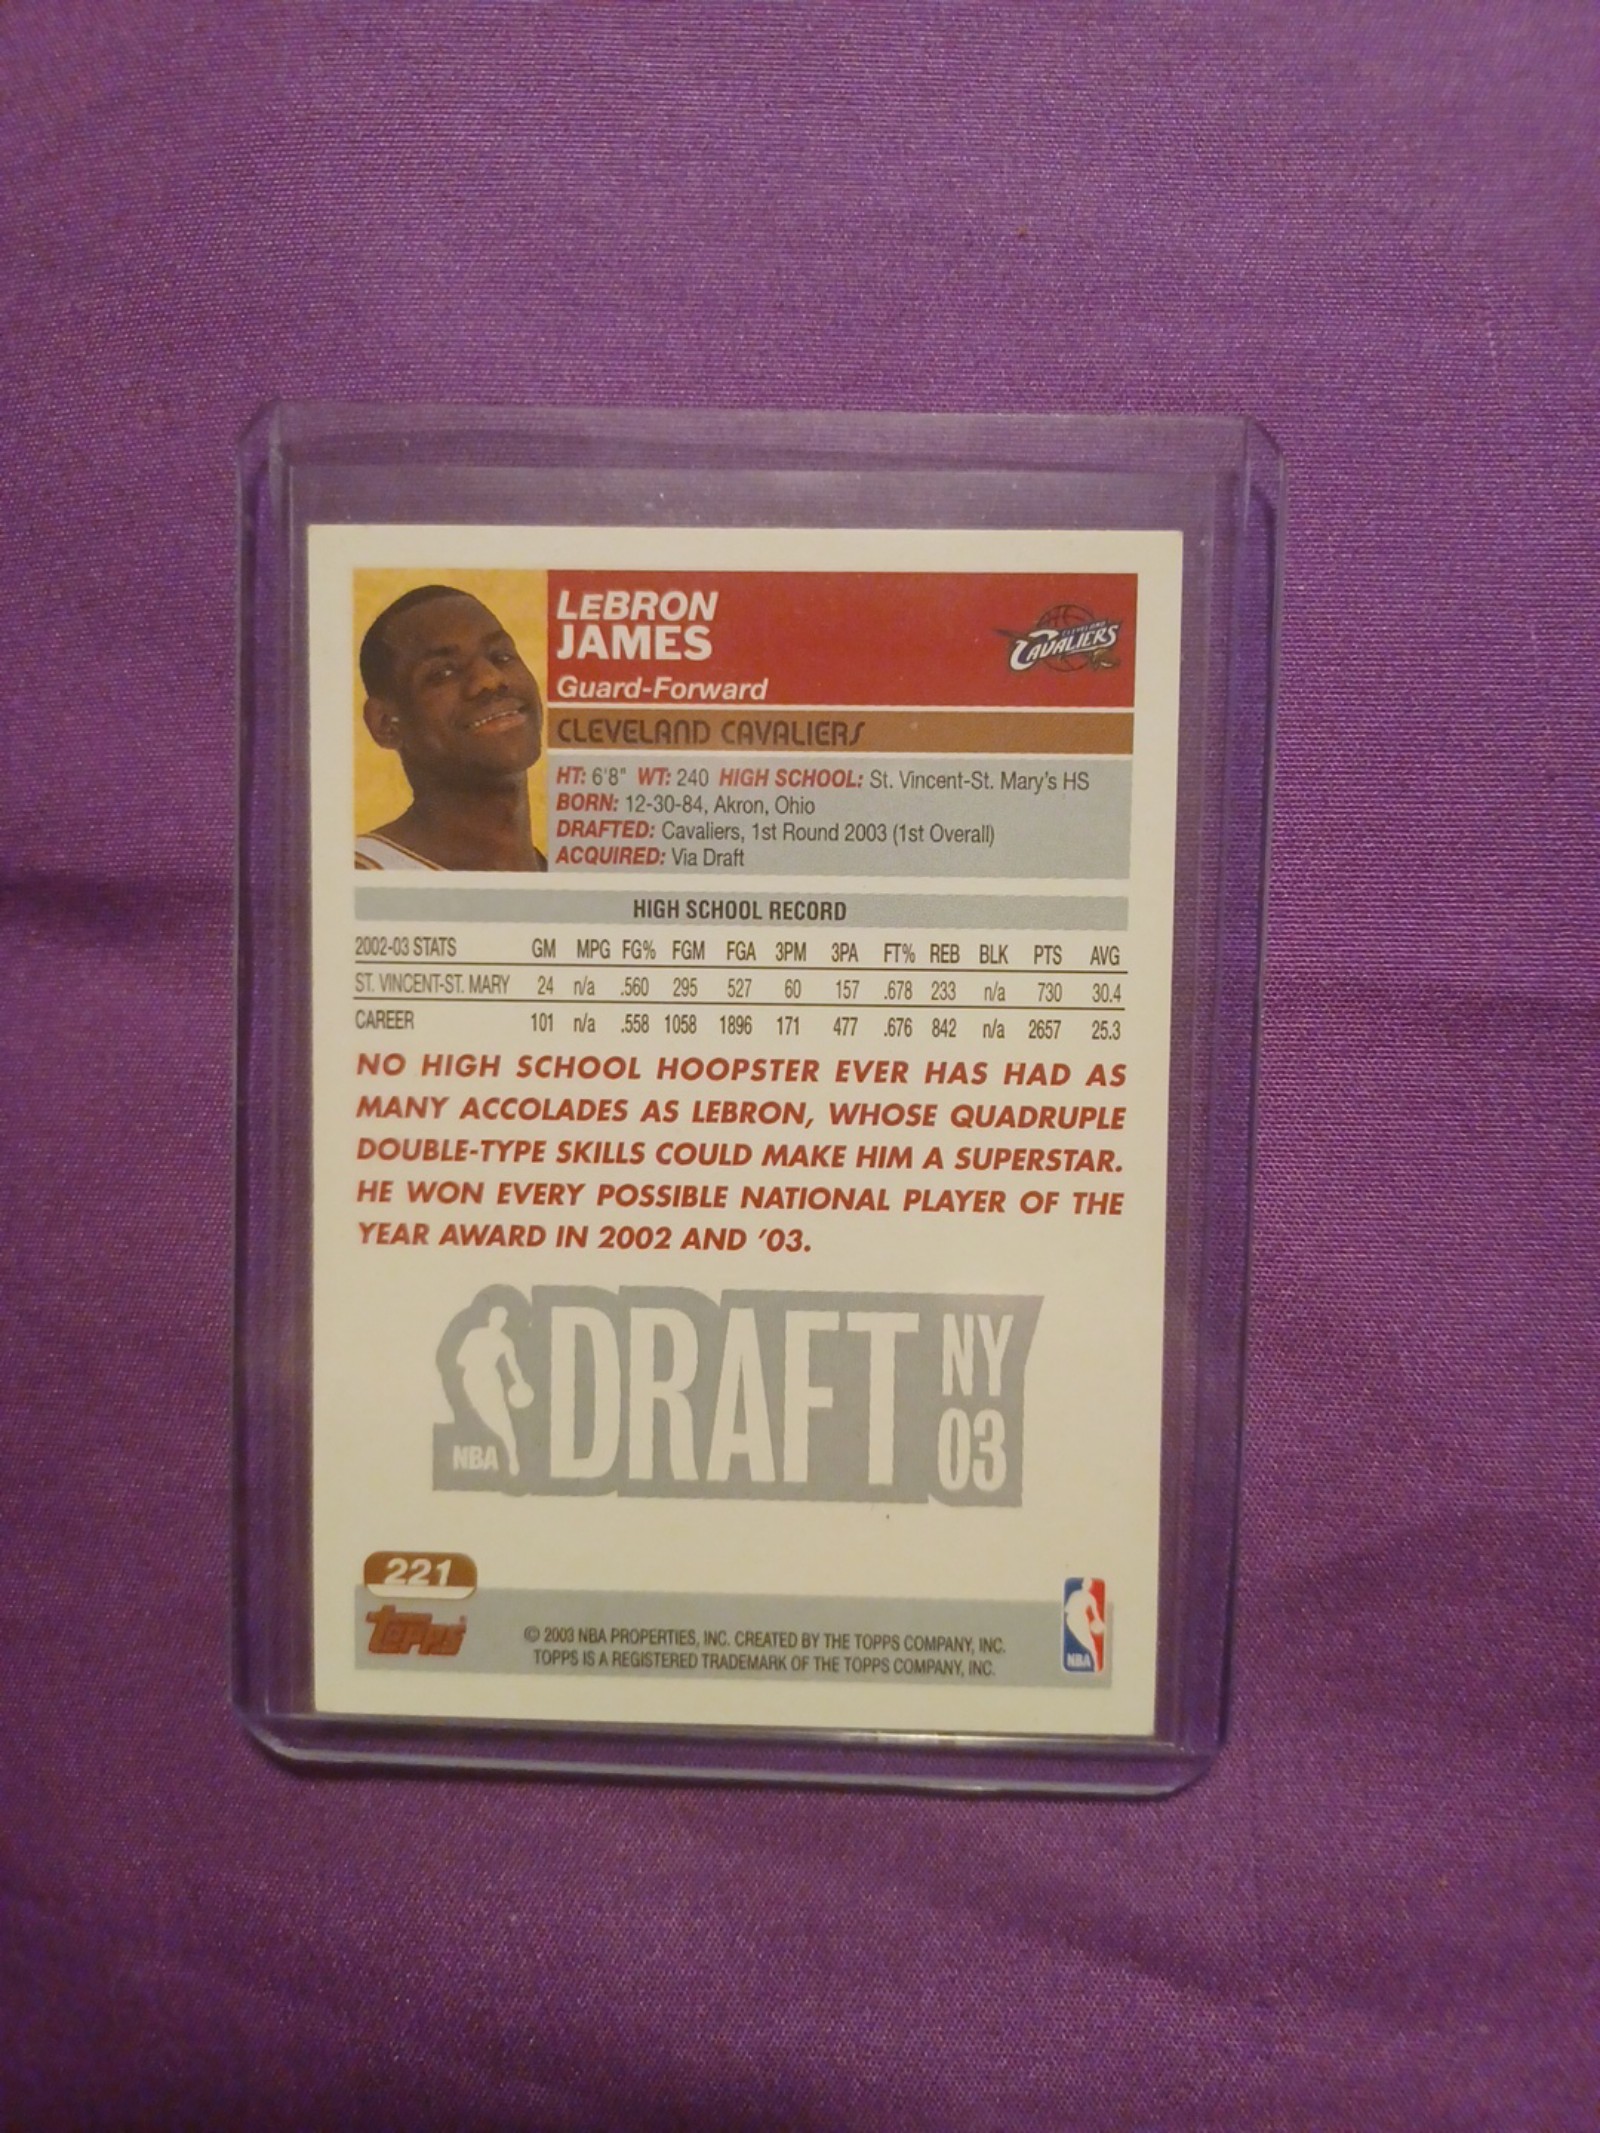 LeBRON
JAMES
Guard-Forward
CLEVELAND
CAVALIERS
CLEVELAND CAVALIERS
HT: 6'8" WT: 240 HIGH SCHOOL: St. Vincent-St. Mary's HS
BORN: 12-30-84, Akron, Ohio
DRAFTED: Cavaliers, 1st Round 2003 (1st Overall)
ACQUIRED: Via Draft
HIGH SCHOOL RECORD
2002-03 STATS GM MPG FG% FGM FGA 3PM 3PA FT% REB BLK PTS AVG
ST. VINCENT-ST. MARY 24 n/a .560 295 527 60 157 .678 233 n/a 730 30.4
CAREER 101 n/a .558 1058 1896 171 477 .676 842 n/a 2657 25.3
NO HIGH SCHOOL HOOPSTER EVER HAS HAD AS
MANY ACCOLADES AS LEBRON, WHOSE QUADRUPLE
DOUBLE-TYPE SKILLS COULD MAKE HIM A SUPERSTAR.
HE WON EVERY POSSIBLE NATIONAL PLAYER OF THE
YEAR AWARD IN 2002 AND '03.
NBA DRAFT NY
03
221
topps®
© 2003 NBA PROPERTIES, INC. CREATED BY THE TOPPS COMPANY, INC.
TOPPS IS A REGISTERED TRADEMARK OF THE TOPPS COMPANY, INC.
NBA